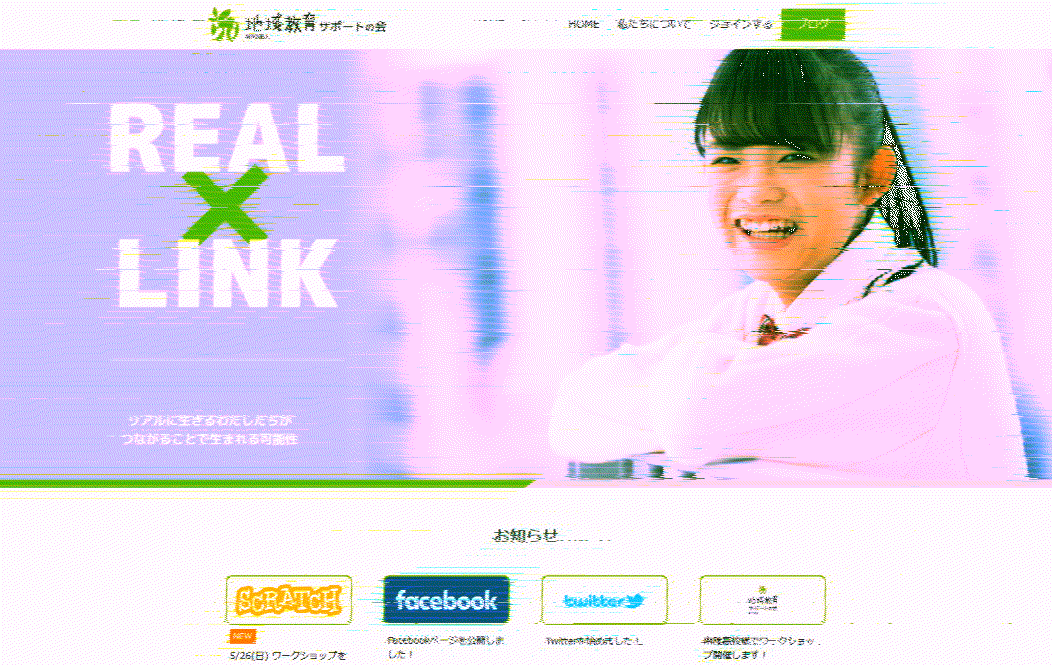 地域教育 サポートの会
HOME 私たちについて ジョインする ブログ
REAL
×
LINK
リアルに生きるわたしたちが
つながることで生まれる可能性
お知らせ
SCRATCH
facebook
twitter
地域教育
サポートの会
NEW
5/26(日) ワークショップを
Facebookページを公開しま
した！
Twitterを始めました！
高校でワークショッ
プ開催します！